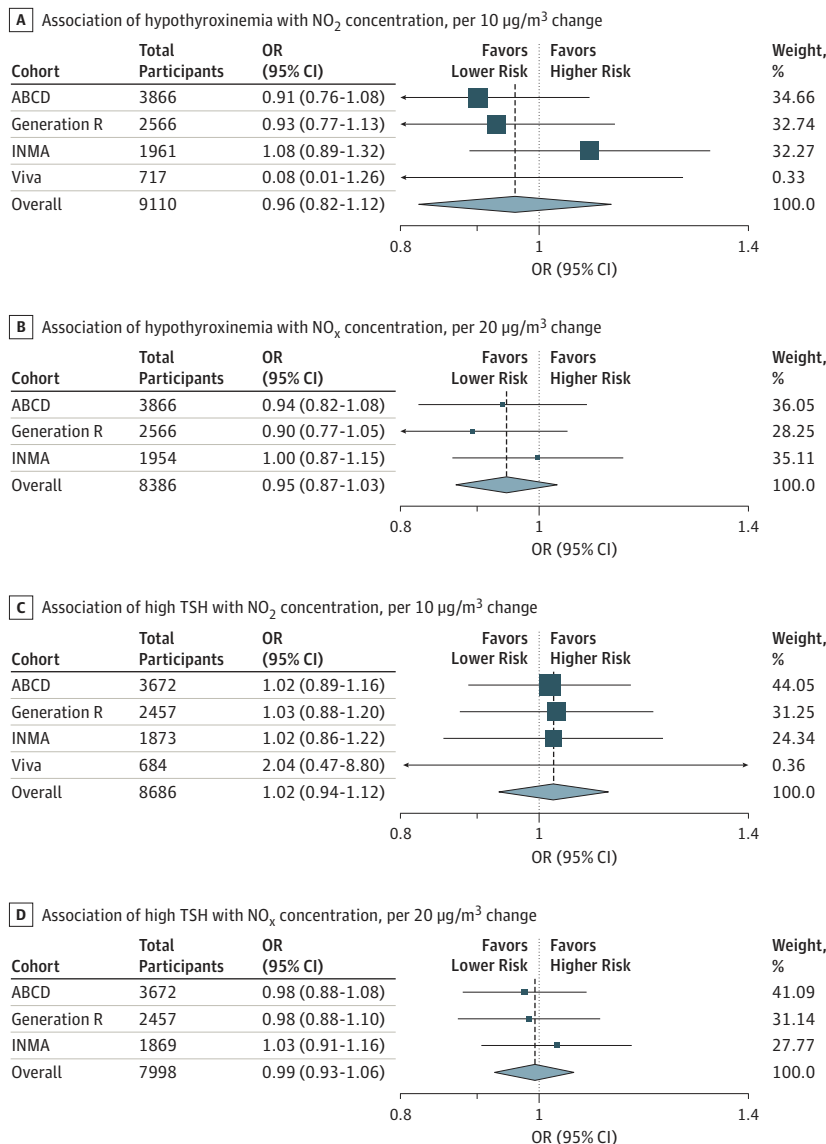 A Association of hypothyroxinemia with NO2 concentration, per 10 µg/m3 change
Total OR Favors Favors Weight,
Cohort Participants (95% CI) Lower Risk Higher Risk %
ABCD 3866 0.91 (0.76-1.08) 34.66
Generation R 2566 0.93 (0.77-1.13) 32.74
INMA 1961 1.08 (0.89-1.32) 32.27
Viva 717 0.08 (0.01-1.26) 0.33
Overall 9110 0.96 (0.82-1.12) 100.0
0.8 1 1.4
OR (95% CI)
B Association of hypothyroxinemia with NOx concentration, per 20 µg/m3 change
Total OR Favors Favors Weight,
Cohort Participants (95% CI) Lower Risk Higher Risk %
ABCD 3866 0.94 (0.82-1.08) 36.05
Generation R 2566 0.90 (0.77-1.05) 28.25
INMA 1954 1.00 (0.87-1.15) 35.11
Overall 8386 0.95 (0.87-1.03) 100.0
0.8 1 1.4
OR (95% CI)
C Association of high TSH with NO2 concentration, per 10 µg/m3 change
Total OR Favors Favors Weight,
Cohort Participants (95% CI) Lower Risk Higher Risk %
ABCD 3672 1.02 (0.89-1.16) 44.05
Generation R 2457 1.03 (0.88-1.20) 31.25
INMA 1873 1.02 (0.86-1.22) 24.34
Viva 684 2.04 (0.47-8.80) 0.36
Overall 8686 1.02 (0.94-1.12) 100.0
0.8 1 1.4
OR (95% CI)
D Association of high TSH with NOx concentration, per 20 µg/m3 change
Total OR Favors Favors Weight,
Cohort Participants (95% CI) Lower Risk Higher Risk %
ABCD 3672 0.98 (0.88-1.08) 41.09
Generation R 2457 0.98 (0.88-1.10) 31.14
INMA 1869 1.03 (0.91-1.16) 27.77
Overall 7998 0.99 (0.93-1.06) 100.0
0.8 1 1.4
OR (95% CI)